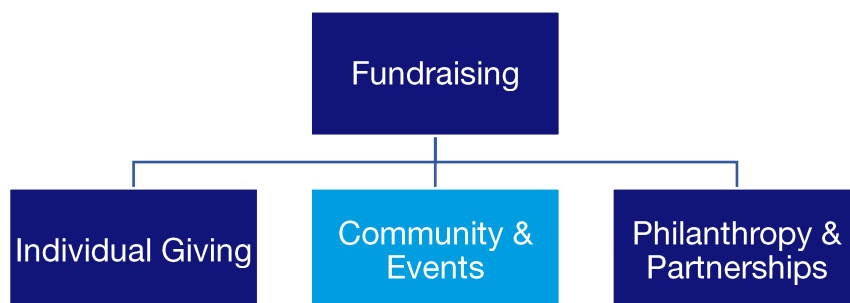 Fundraising
Individual Giving
Community &
Events
Philanthropy &
Partnerships